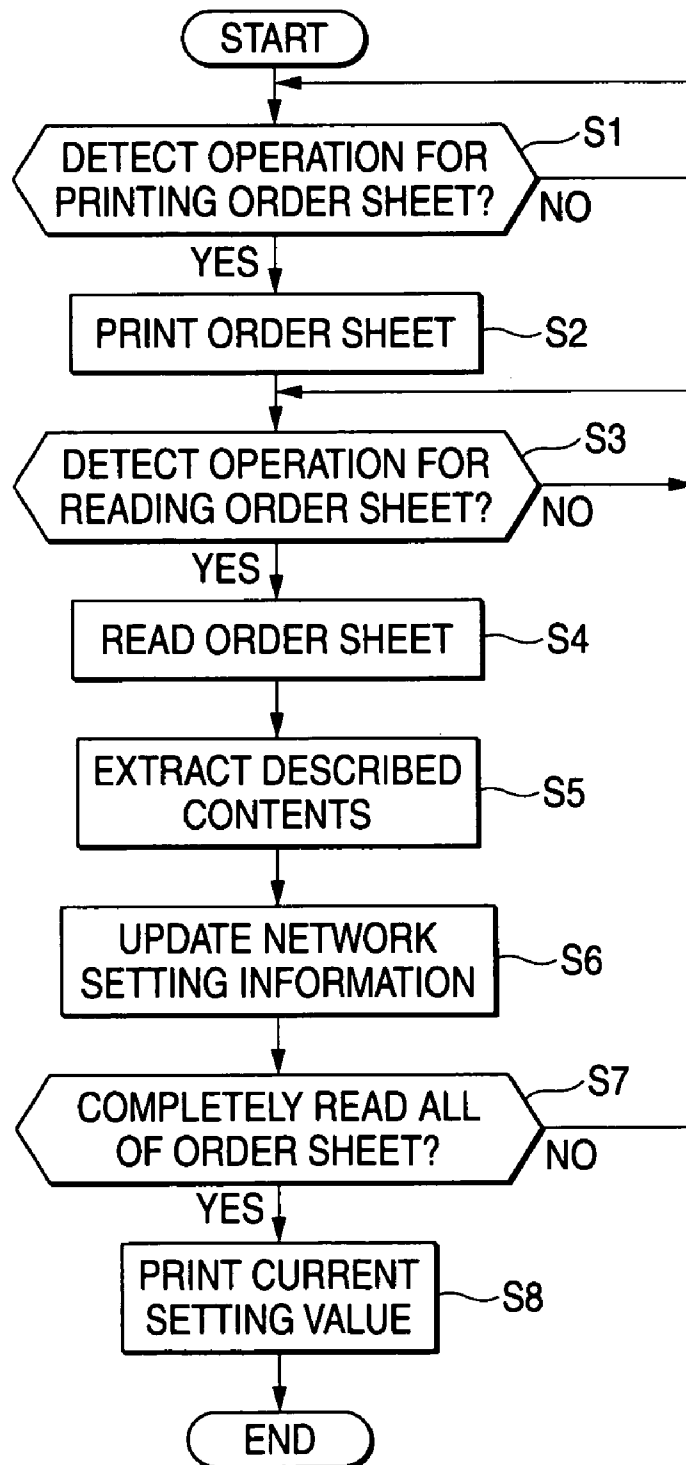 START
DETECT OPERATION FOR
PRINTING ORDER SHEET?
S1
NO
YES
PRINT ORDER SHEET
S2
DETECT OPERATION FOR
READING ORDER SHEET?
S3
NO
YES
READ ORDER SHEET
S4
EXTRACT DESCRIBED
CONTENTS
S5
UPDATE NETWORK
SETTING INFORMATION
S6
COMPLETELY READ ALL
OF ORDER SHEET?
S7
NO
YES
PRINT CURRENT
SETTING VALUE
S8
END